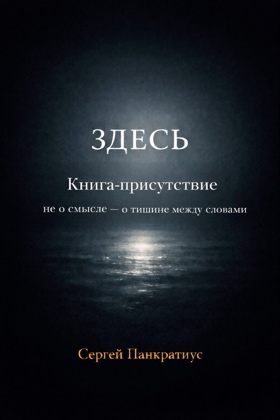 ЗДЕСЬ
Книга-присутствие
не о смысле — о тишине между словами
Сергей Панкратиус